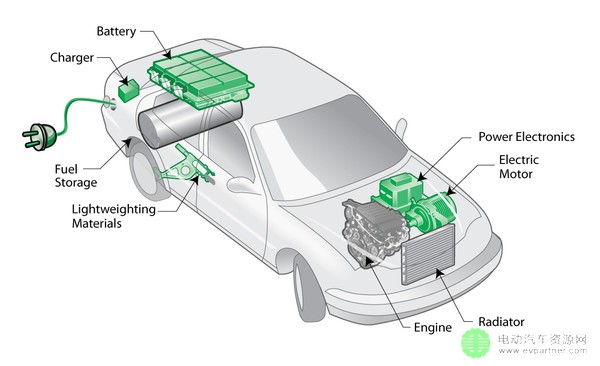 Battery
Charger
Power Electronics
Electric
Motor
Fuel
Storage
Lightweighting
Materials
Engine
Radiator
电动汽车资源网
www.evpartner.com